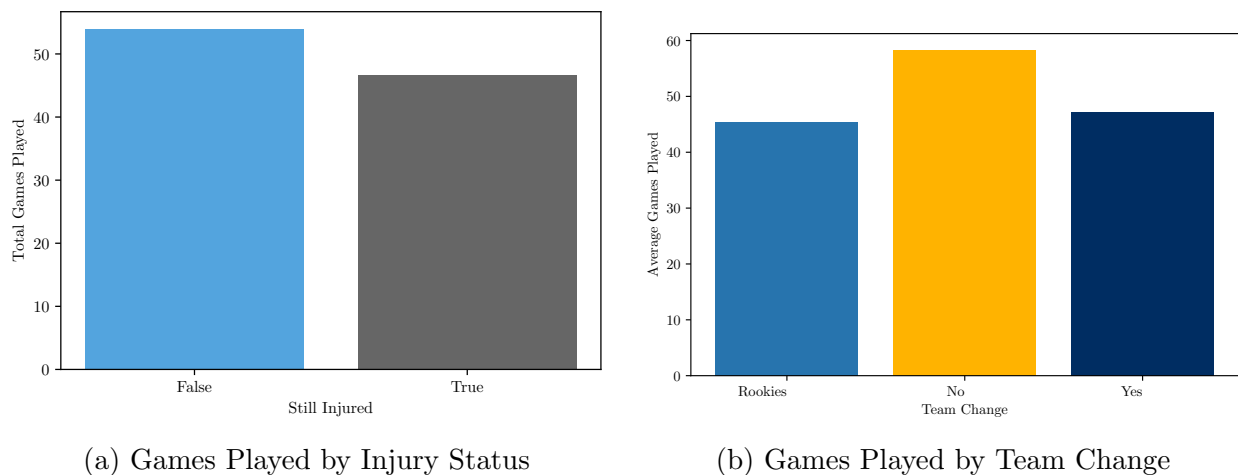 50
40
30
20
10
0
Total Games Played
False
True
Still Injured
(a) Games Played by Injury Status
60
50
40
30
20
10
0
Average Games Played
Rookies
No
Yes
Team Change
(b) Games Played by Team Change